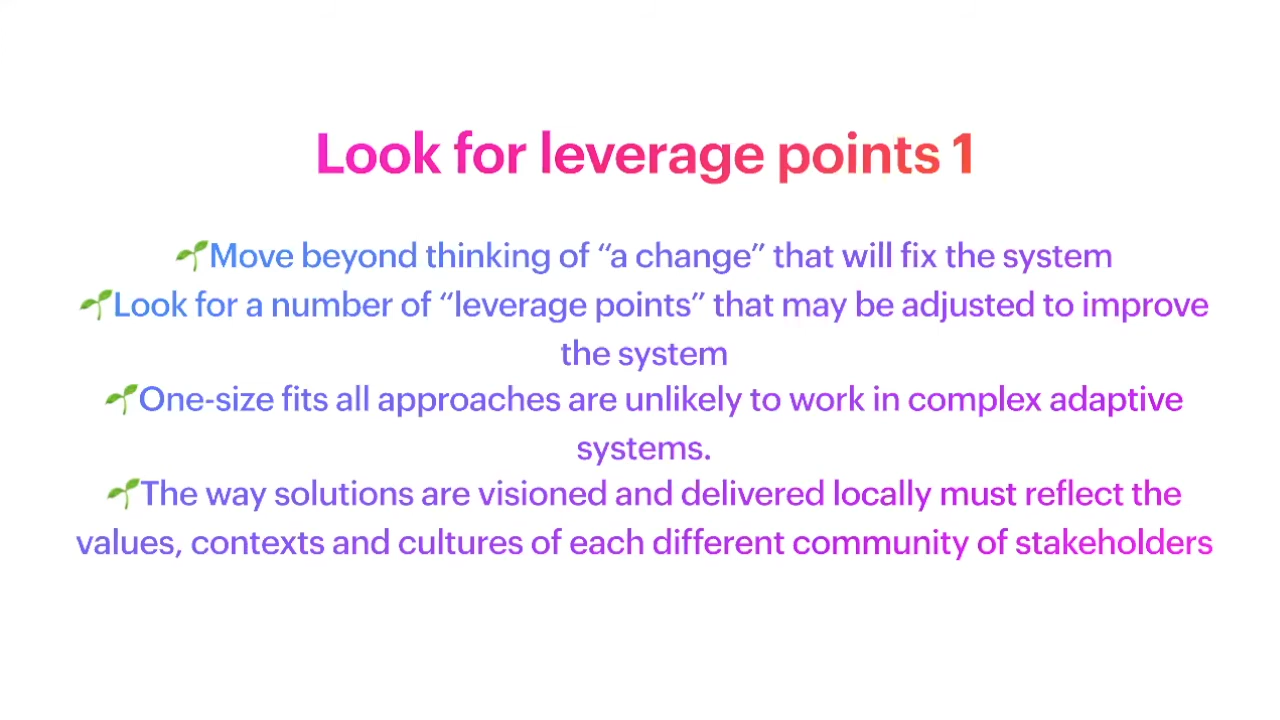 Look for leverage points 1
🌱Move beyond thinking of “a change” that will fix the system
🌱Look for a number of “leverage points” that may be adjusted to improve
the system
🌱One-size fits all approaches are unlikely to work in complex adaptive
systems.
🌱The way solutions are visioned and delivered locally must reflect the
values, contexts and cultures of each different community of stakeholders